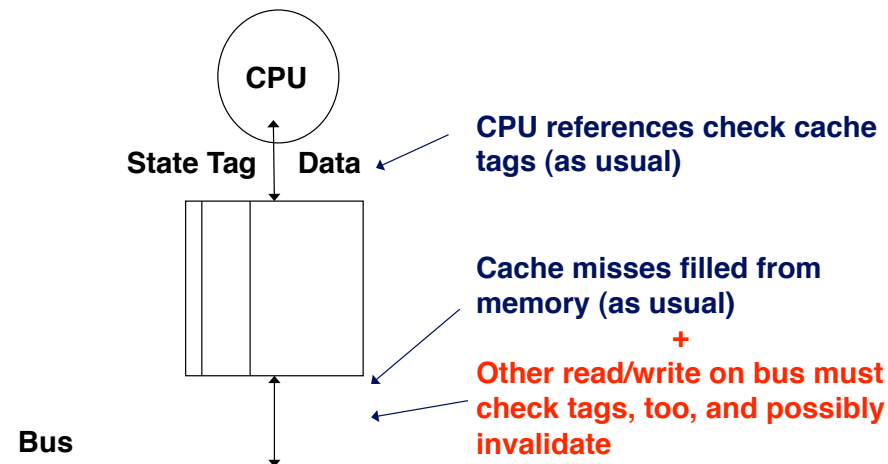 CPU
CPU references check cache
tags (as usual)
State Tag Data
Cache misses filled from
memory (as usual)
+
Other read/write on bus must
check tags, too, and possibly
invalidate
Bus